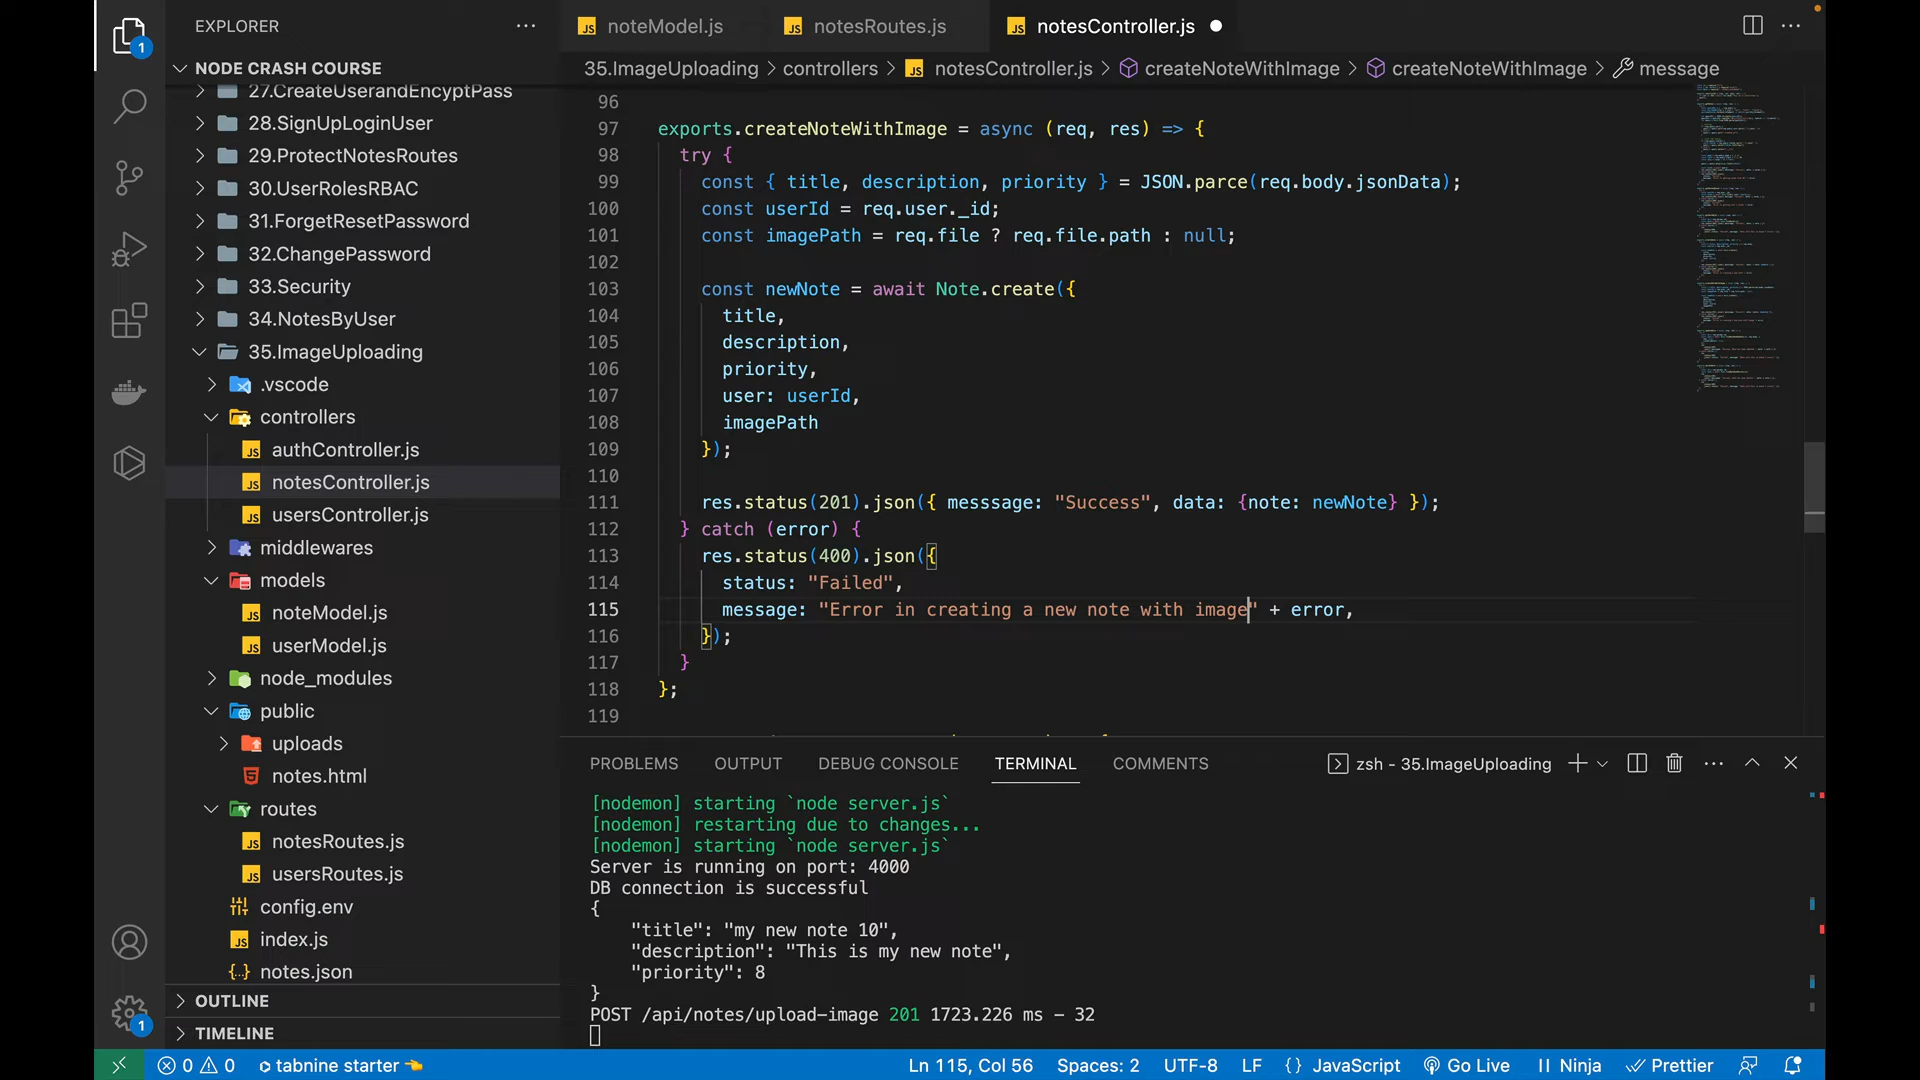 EXPLORER
noteModel.js
notesRoutes.js
notesController.js
NODE CRASH COURSE
35.ImageUploading > controllers > notesController.js > createNoteWithImage > createNoteWithImage > message
27.CreateUserandEncyptPass
28.SignUpLoginUser
29.ProtectNotesRoutes
30.UserRolesRBAC
31.ForgetResetPassword
32.ChangePassword
33.Security
34.NotesByUser
35.ImageUploading
.vscode
controllers
authController.js
notesController.js
usersController.js
middlewares
models
noteModel.js
userModel.js
node_modules
public
uploads
notes.html
routes
notesRoutes.js
usersRoutes.js
config.env
index.js
notes.json
OUTLINE
TIMELINE
96
97 exports.createNoteWithImage = async (req, res) => {
98 try {
99 const { title, description, priority } = JSON.parce(req.body.jsonData);
100 const userId = req.user._id;
101 const imagePath = req.file ? req.file.path : null;
102
103 const newNote = await Note.create({
104 title,
105 description,
106 priority,
107 user: userId,
108 imagePath
109 });
110
111 res.status(201).json({ messsage: "Success", data: {note: newNote} });
112 } catch (error) {
113 res.status(400).json({
114 status: "Failed",
115 message: "Error in creating a new note with image" + error,
116 });
117 }
118 };
119
PROBLEMS OUTPUT DEBUG CONSOLE TERMINAL COMMENTS
zsh - 35.ImageUploading
[nodemon] starting `node server.js`
[nodemon] restarting due to changes...
[nodemon] starting `node server.js`
Server is running on port: 4000
DB connection is successful
{
"title": "my new note 10",
"description": "This is my new note",
"priority": 8
}
POST /api/notes/upload-image 201 1723.226 ms - 32
1
1
0 0 tabnine starter
Ln 115, Col 56 Spaces: 2 UTF-8 LF {} JavaScript Go Live Ninja Prettier